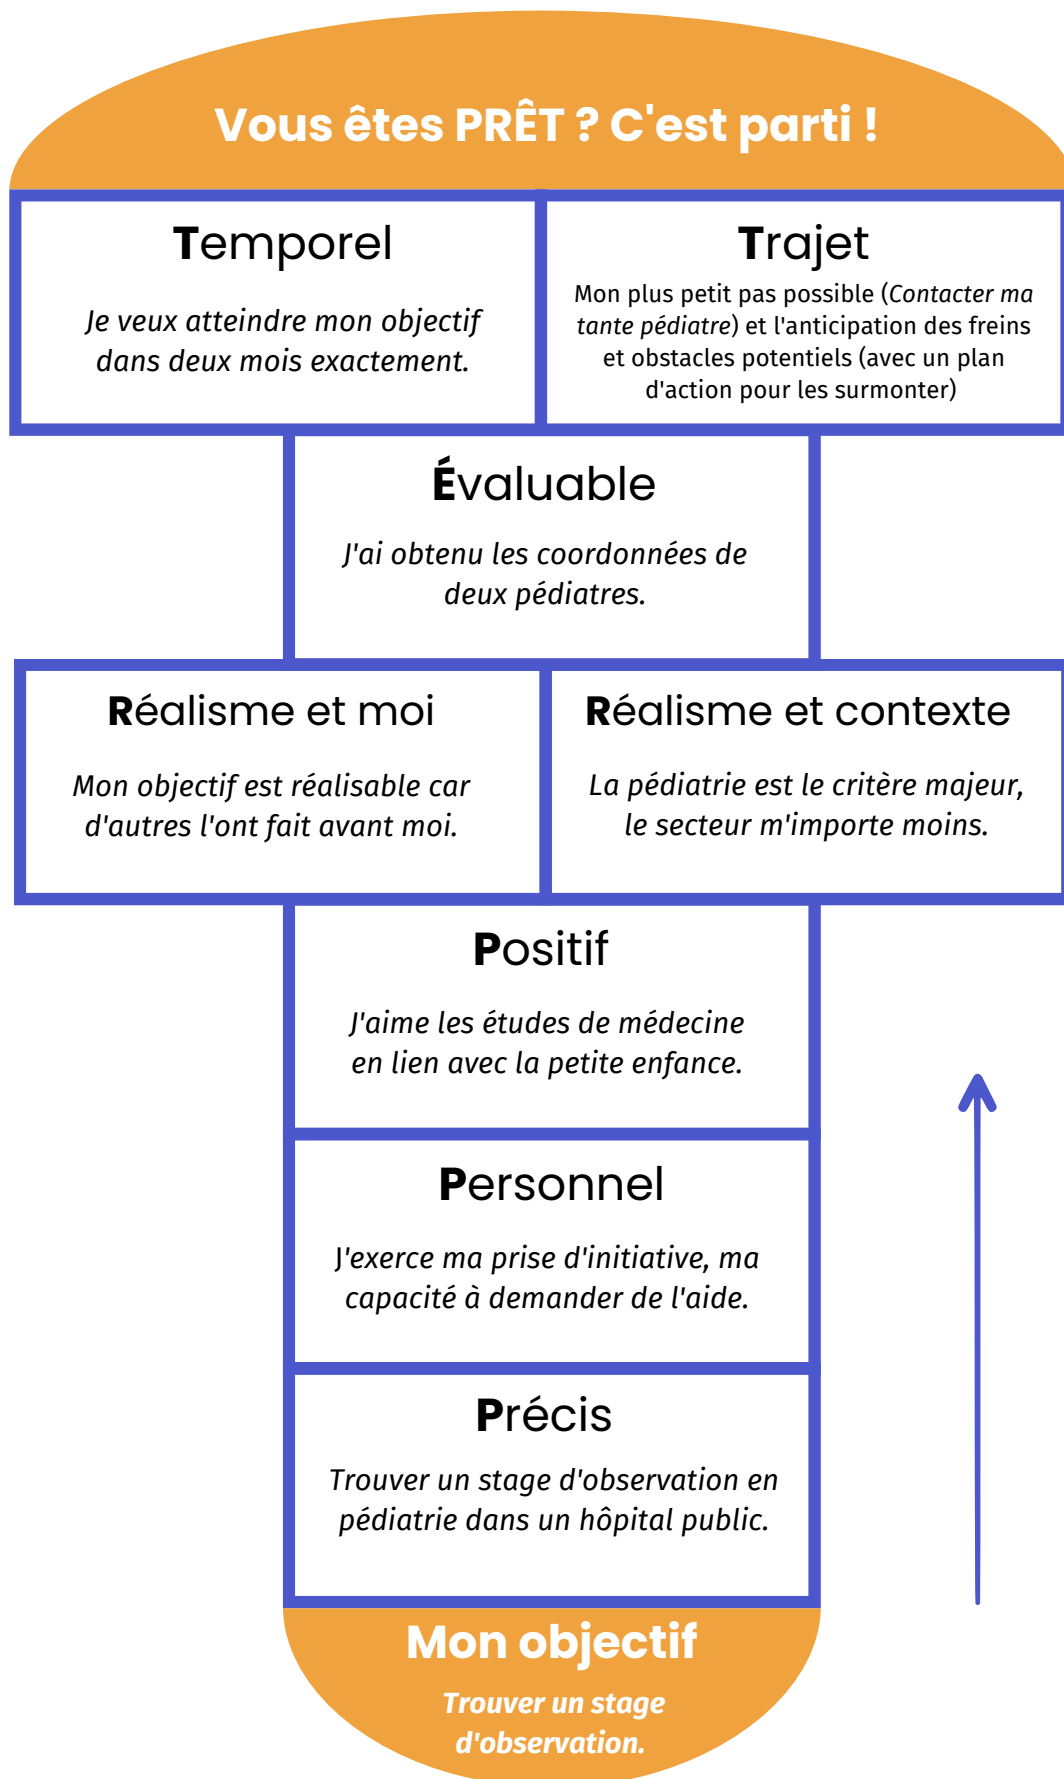 Vous êtes PRÊT ? C'est parti !
Temporel
Je veux atteindre mon objectif
dans deux mois exactement.
Trajet
Mon plus petit pas possible (Contacter ma
tante pédiatre) et l'anticipation des freins
et obstacles potentiels (avec un plan
d'action pour les surmonter)
Évaluable
J'ai obtenu les coordonnées de
deux pédiatres.
Réalisme et moi
Mon objectif est réalisable car
d'autres l'ont fait avant moi.
Réalisme et contexte
La pédiatrie est le critère majeur,
le secteur m'importe moins.
Positif
J'aime les études de médecine
en lien avec la petite enfance.
Personnel
J'exerce ma prise d'initiative, ma
capacité à demander de l'aide.
Précis
Trouver un stage d'observation en
pédiatrie dans un hôpital public.
Mon objectif
Trouver un stage
d'observation.